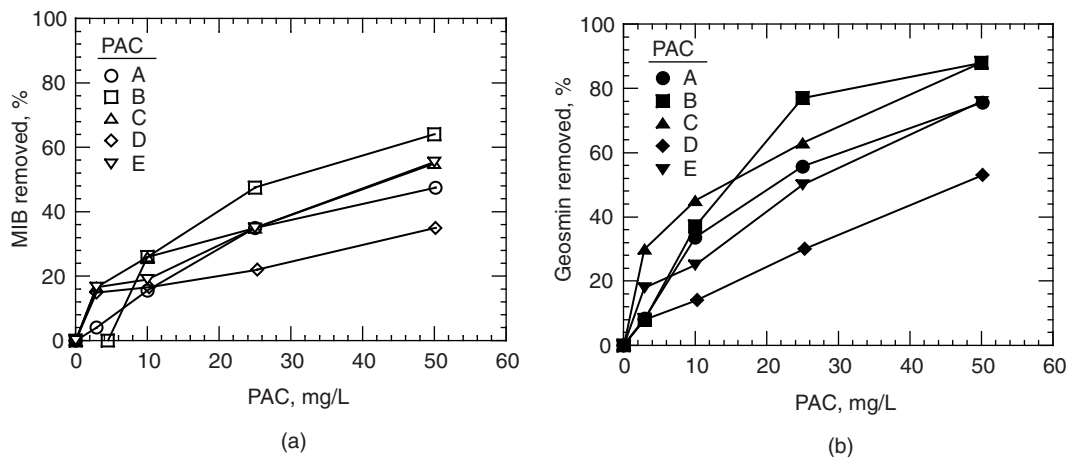 100
80
60
40
20
0
MIB removed, %
PAC
A
B
C
D
E
0 10 20 30 40 50 60
PAC, mg/L
(a)
100
80
60
40
20
0
Geosmin removed, %
PAC
A
B
C
D
E
0 10 20 30 40 50 60
PAC, mg/L
(b)